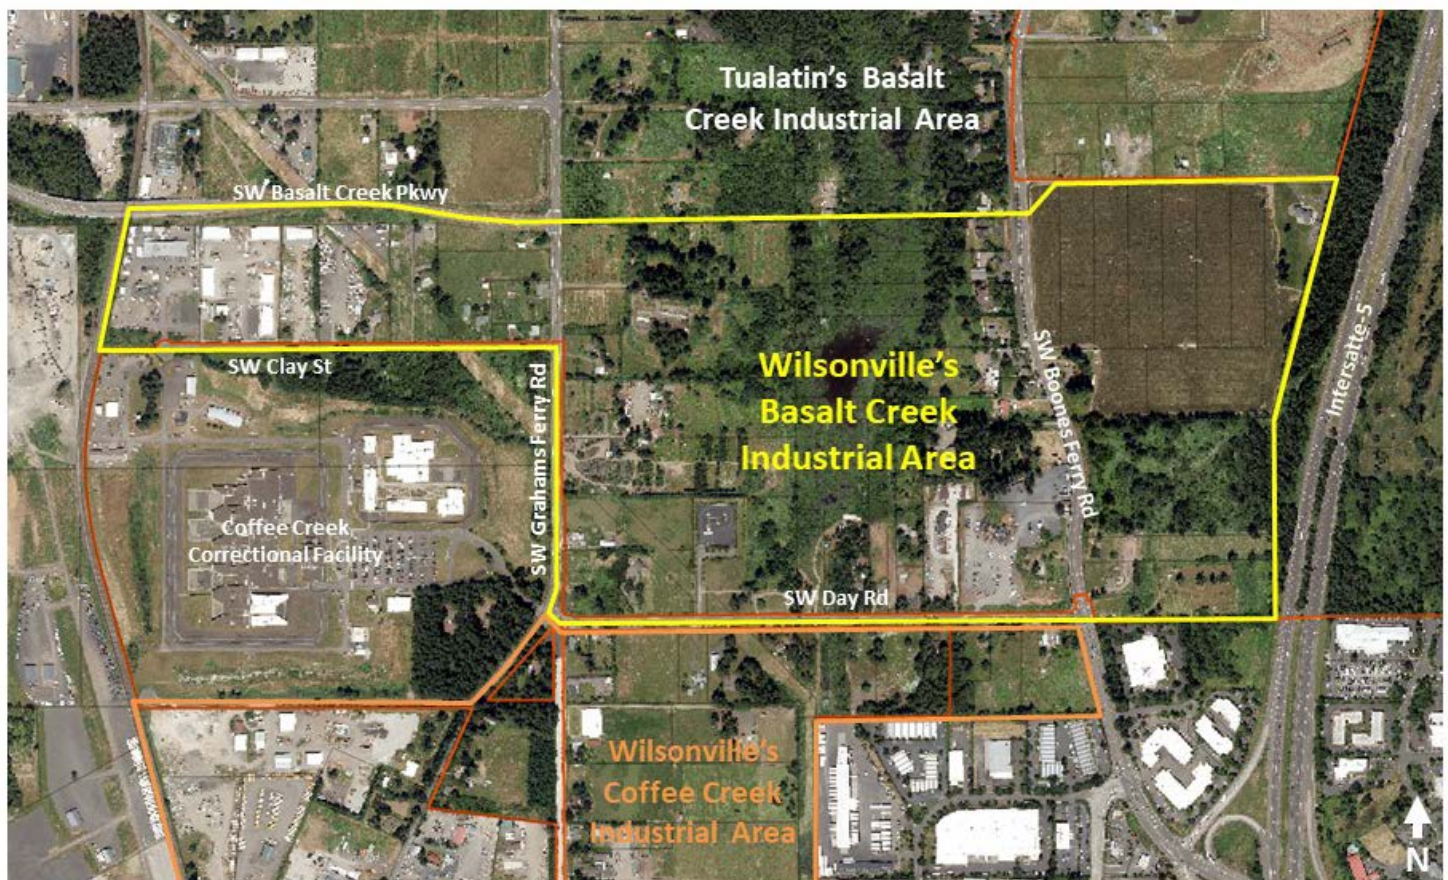 Tualatin's Basalt
Creek Industrial Area
SW Basalt Creek Pkwy
SW Clay St
SW Grahams Ferry Rd
Wilsonville's
Basalt Creek
Industrial Area
SW Boones Ferry Rd
Intersatte-5
Coffee Creek
Correctional Facility
SW Day Rd
Wilsonville's
Coffee Creek
Industrial Area
N